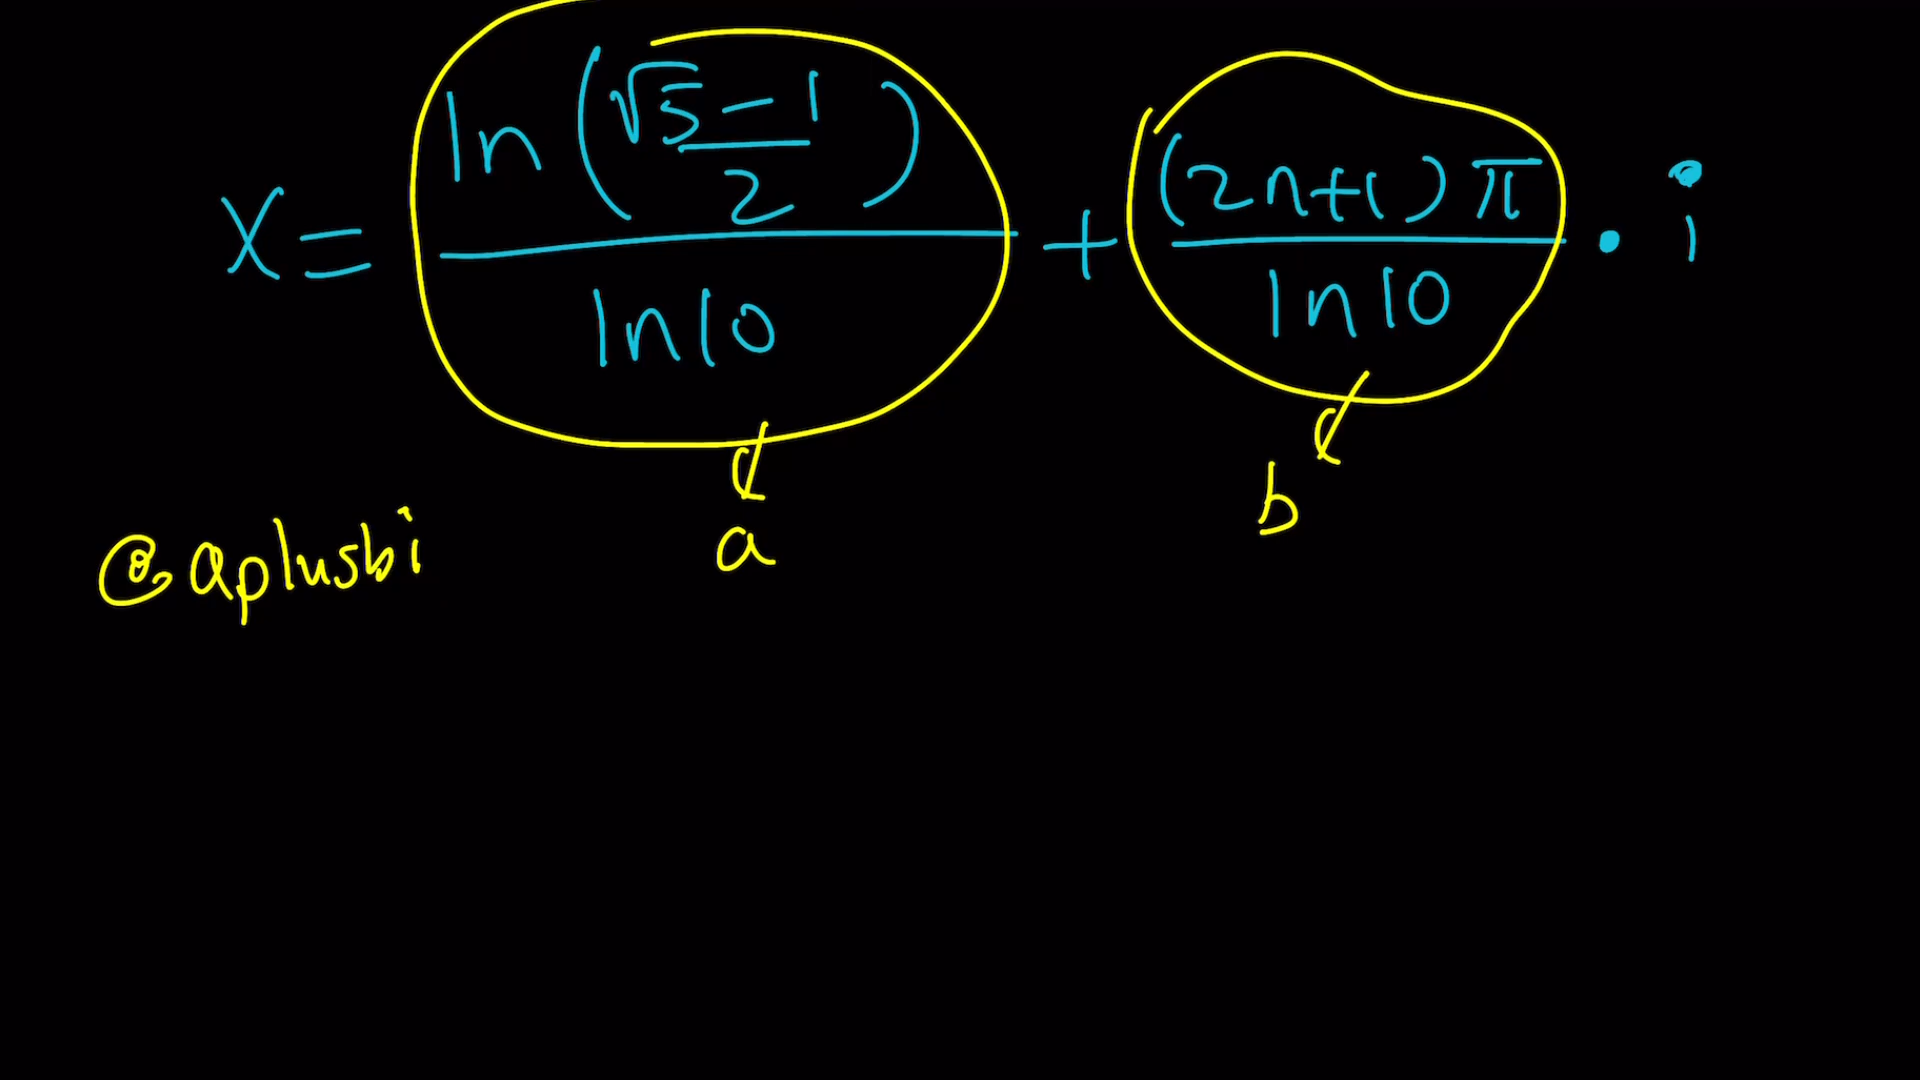 x = ln(√5-1/2)/ln10 + (2n+1)π/ln10 · i
a b
@aplusbi